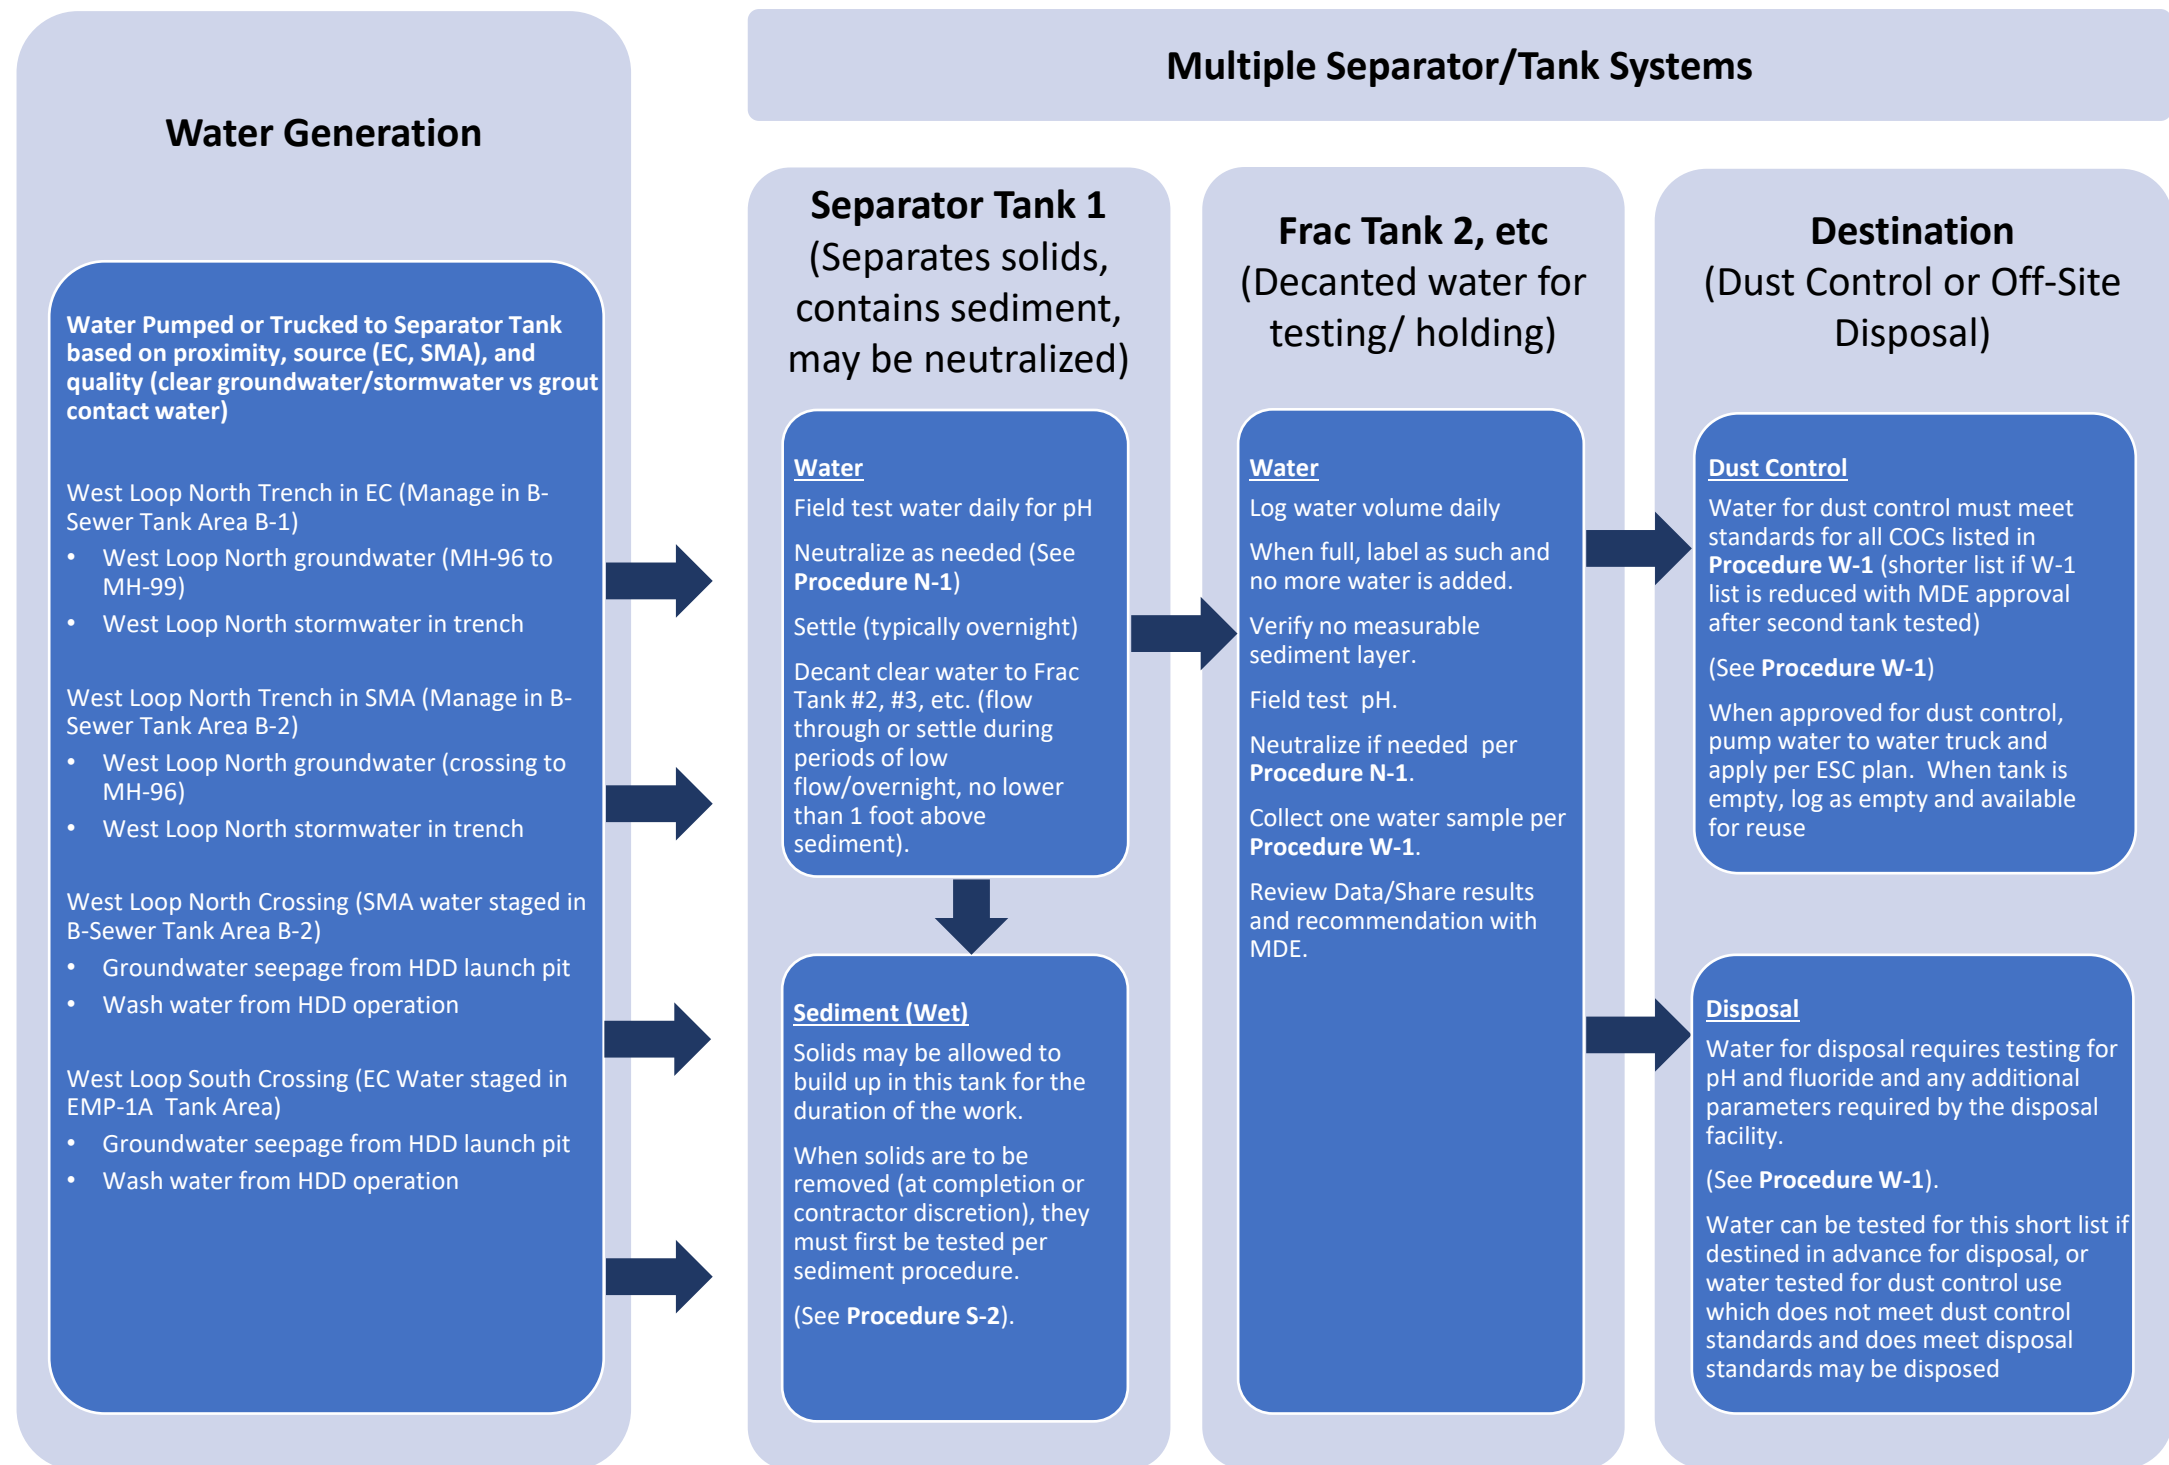 Water Generation
Water Pumped or Trucked to Separator Tank
based on proximity, source (EC, SMA), and
quality (clear groundwater/stormwater vs grout
contact water)
West Loop North Trench in EC (Manage in B-
Sewer Tank Area B-1)
• West Loop North groundwater (MH-96 to
MH-99)
• West Loop North stormwater in trench
West Loop North Trench in SMA (Manage in B-
Sewer Tank Area B-2)
• West Loop North groundwater (crossing to
MH-96)
• West Loop North stormwater in trench
West Loop North Crossing (SMA water staged in
B-Sewer Tank Area B-2)
• Groundwater seepage from HDD launch pit
• Wash water from HDD operation
West Loop South Crossing (EC Water staged in
EMP-1A  Tank Area)
• Groundwater seepage from HDD launch pit
• Wash water from HDD operation
Multiple Separator/Tank Systems
Separator Tank 1
(Separates solids,
contains sediment,
may be neutralized)
Water
Field test water daily for pH
Neutralize as needed (See
Procedure N-1)
Settle (typically overnight)
Decant clear water to Frac
Tank #2, #3, etc. (flow
through or settle during
periods of low
flow/overnight, no lower
than 1 foot above
sediment).
Sediment (Wet)
Solids may be allowed to
build up in this tank for the
duration of the work.
When solids are to be
removed (at completion or
contractor discretion), they
must first be tested per
sediment procedure.
(See Procedure S-2).
Frac Tank 2, etc
(Decanted water for
testing/ holding)
Water
Log water volume daily
When full, label as such and
no more water is added.
Verify no measurable
sediment layer.
Field test  pH.
Neutralize if needed  per
Procedure N-1.
Collect one water sample per
Procedure W-1.
Review Data/Share results
and recommendation with
MDE.
Destination
(Dust Control or Off-Site
Disposal)
Dust Control
Water for dust control must meet
standards for all COCs listed in
Procedure W-1 (shorter list if W-1
list is reduced with MDE approval
after second tank tested)
(See Procedure W-1)
When approved for dust control,
pump water to water truck and
apply per ESC plan.  When tank is
empty, log as empty and available
for reuse
Disposal
Water for disposal requires testing for
pH and fluoride and any additional
parameters required by the disposal
facility.
(See Procedure W-1).
Water can be tested for this short list if
destined in advance for disposal, or
water tested for dust control use
which does not meet dust control
standards and does meet disposal
standards may be disposed